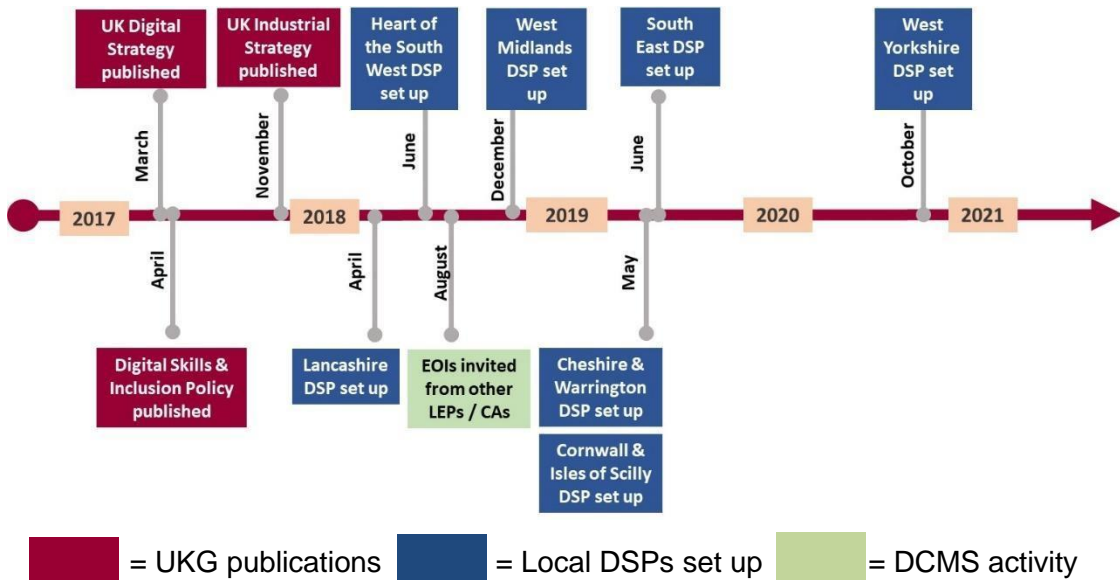 UK Digital
Strategy
published
UK Industrial
Strategy
published
Heart of
the South
West DSP
set up
West
Midlands
DSP set
up
South
East DSP
set up
West
Yorkshire
DSP set
up
March
November
June
December
June
October
2017
2018
2019
2020
2021
April
April
August
May
Digital Skills &
Inclusion Policy
published
Lancashire
DSP set up
EOIs invited
from other
LEPs / CAs
Cheshire &
Warrington
DSP set up
Cornwall &
Isles of Scilly
DSP set up
= UKG publications
= Local DSPs set up
= DCMS activity